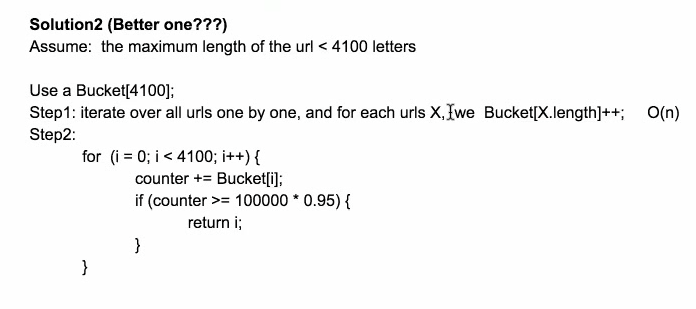 Solution2 (Better one???)
Assume: the maximum length of the url < 4100 letters
Use a Bucket[4100];
Step1: iterate over all urls one by one, and for each urls X, we Bucket[X.length]++; O(n)
Step2:
for (i = 0; i < 4100; i++) {
counter += Bucket[i];
if (counter >= 100000 * 0.95) {
return i;
}
}